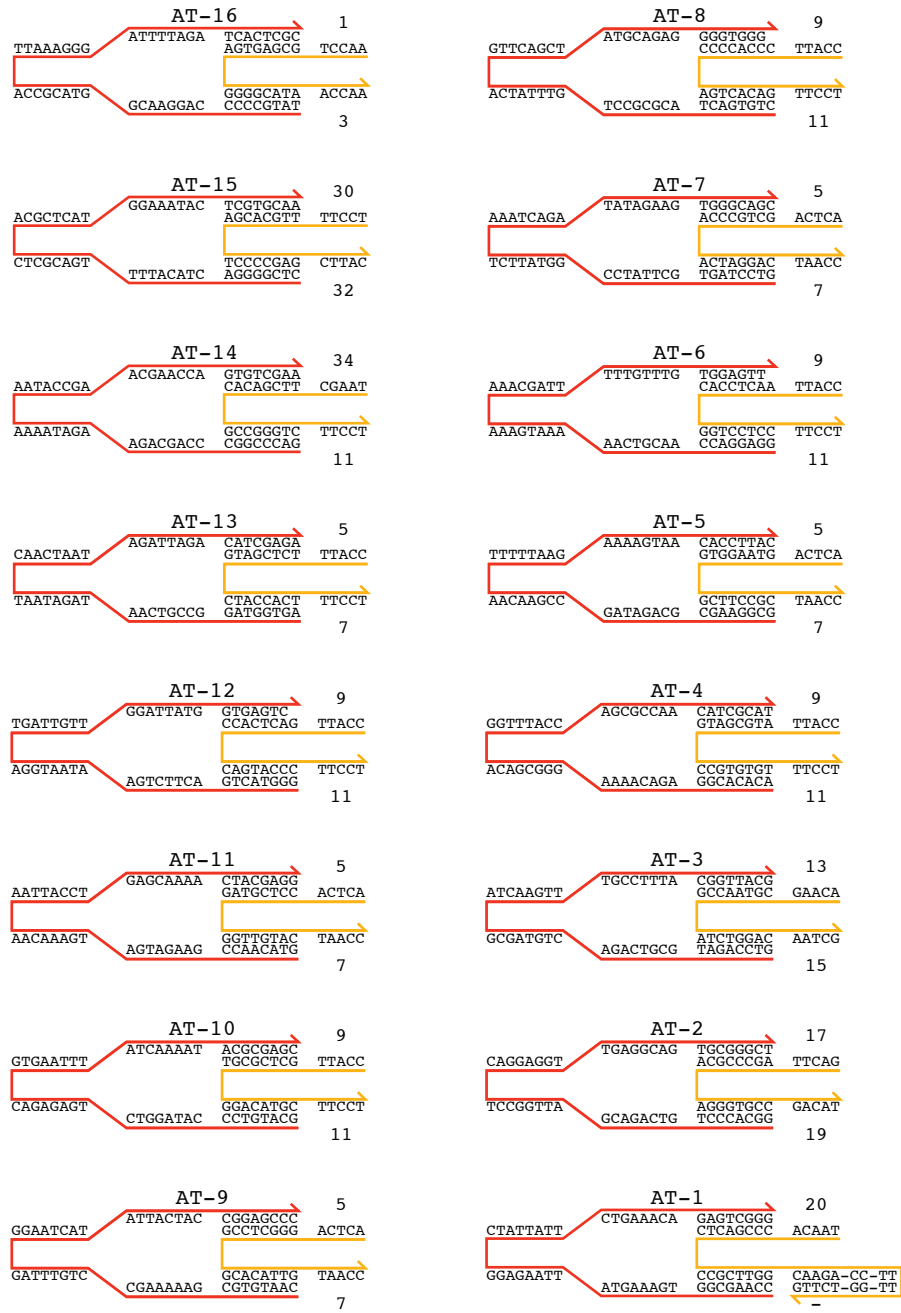 AT-16 1
ATTTTAGA TCACTCGC
TTAAAGGG AGTGAGCG TCCAA
ACCGCATG GGGGCATA ACCAA
GCAAGGAC CCCCGTAT
3
AT-15 30
GGAAATAC TCGTGCAA
ACGCTCAT AGCACGTT TTCCT
CTCGCAGT TCCCCGAG CTTAC
TTTACATC AGGGGCTC
32
AT-14 34
ACGAACCA GTGTCGAA
AATACCGA CACAGCTT CGAAT
AAAATAGA GCCGGGTC TTCCT
AGACGACC CGGCCCAG
11
AT-13 5
AGATTAGA CATCGAGA
CAACTAAT GTAGCTCT TTACC
TAATAGAT CTACCACT TTCCT
AACTGCCG GATGGTGA
7
AT-12 9
GGATTATG GTGAGTC
TGATTGTT CCACTCAG TTACC
AGGTAATA CAGTACCC TTCCT
AGTCTTCA GTCATGGG
11
AT-11 5
GAGCAAAA CTACGAGG
AATTACCT GATGCTCC ACTCA
AACAAAGT GGTTGTAC TAACC
AGTAGAAG CCAACATG
7
AT-10 9
ATCAAAAT ACGCGAGC
GTGAATTT TGCGCTCG TTACC
CAGAGAGT GGACATGC TTCCT
CTGGATAC CCTGTACG
11
AT-9 5
ATTACTAC CGGAGCCC
GGAATCAT GCCTCGGG ACTCA
GATTTGTC GCACATTG TAACC
CGAAAAAG CGTGTAAC
7
AT-8 9
ATGCAGAG GGGTGGG
GTTCAGCT CCCCACCC TTACC
ACTATTTG AGTCACAG TTCCT
TCCGCGCA TCAGTGTC
11
AT-7 5
TATAGAAG TGGGCAGC
AAATCAGA ACCCGTCG ACTCA
TCTTATGG ACTAGGAC TAACC
CCTATTCG TGATCCTG
7
AT-6 9
TTTGTTTG TGGAGTT
AAACGATT CACCTCAA TTACC
AAAGTAAA GGTCCTCC TTCCT
AACTGCAA CCAGGAGG
11
AT-5 5
AAAAGTAA CACCTTAC
TTTTTAAG GTGGAATG ACTCA
AACAAGCC GCTTCCGC TAACC
GATAGACG CGAAGGCG
7
AT-4 9
AGCGCCAA CATCGCAT
GGTTTACC GTAGCGTA TTACC
ACAGCGGG CCGTGTGT TTCCT
AAAACAGA GGCACACA
11
AT-3 13
TGCCTTTA CGGTTACG
ATCAAGTT GCCAATGC GAACA
GCGATGTC ATCTGGAC AATCG
AGACTGCG TAGACCTG
15
AT-2 17
TGAGGCAG TGCGGGCT
CAGGAGGT ACGCCCGA TTCAG
TCCGGTTA AGGGTGCC GACAT
GCAGACTG TCCCACGG
19
AT-1 20
CTGAAACA GAGTCGGG
CTATTATT CTCAGCCC ACAAT
GGAGAATT CCGCTTGG CAAGA-CC-TT
ATGAAAGT GGCGAACC GTTCT-GG-TT
-